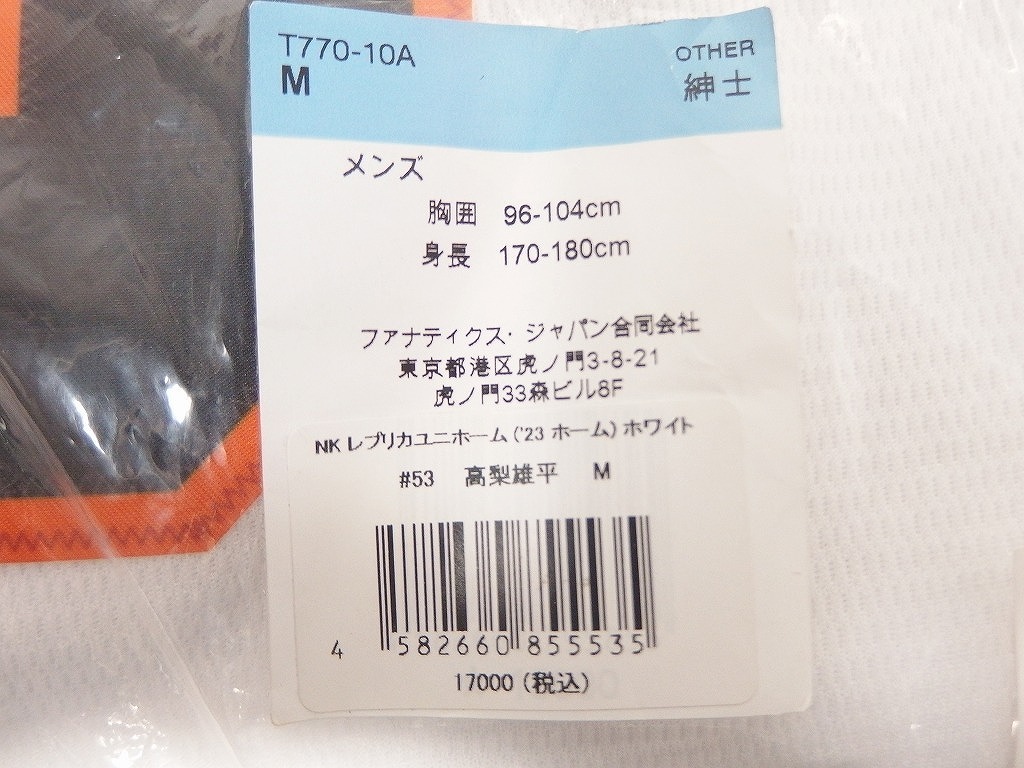 T770-10A
OTHER
M
紳士
メンズ
胸囲 96-104cm
身長 170-180cm
ファナティクス・ジャパン合同会社
東京都港区虎ノ門3-8-21
虎ノ門33森ビル8F
NK レプリカユニホーム ('23 ホーム) ホワイト
#53 高梨雄平 M
4 582660 855535
17000 (税込)